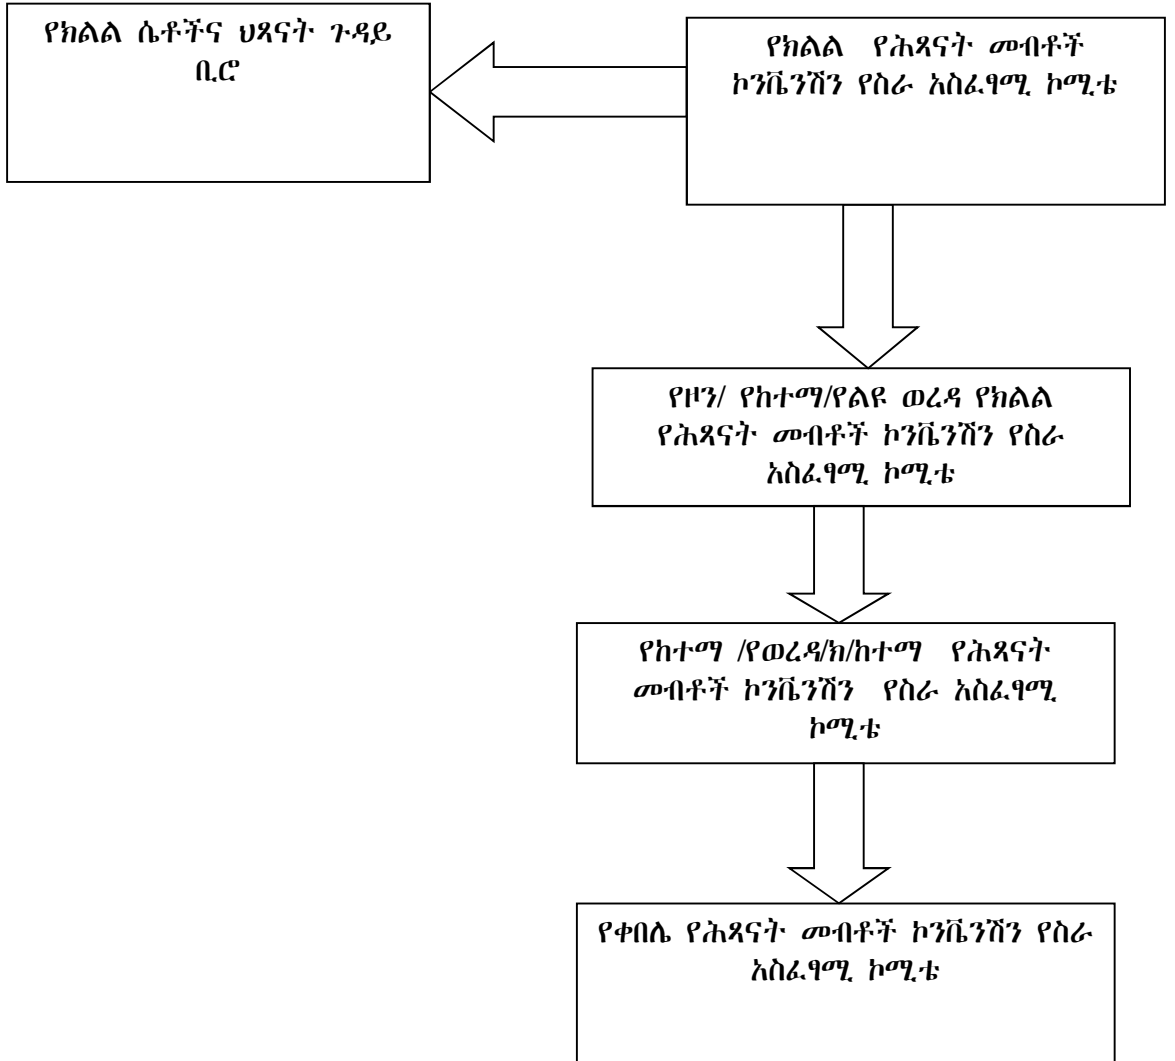 የክልል ሴቶችና ህጻናት ጉዳይ
ቢሮ
የክልል የሕጻናት መብቶች
ኮንቬንሽን የስራ አስፈፃሚ ኮሚቴ
የዞን/ የከተማ/የልዩ ወረዳ የክልል
የሕጻናት መብቶች ኮንቬንሽን የስራ
አስፈፃሚ ኮሚቴ
የከተማ /የወረዳ/ክ/ከተማ የሕጻናት
መብቶች ኮንቬንሽን የስራ አስፈፃሚ
ኮሚቴ
የቀበሌ የሕጻናት መብቶች ኮንቬንሽን የስራ
አስፈፃሚ ኮሚቴ